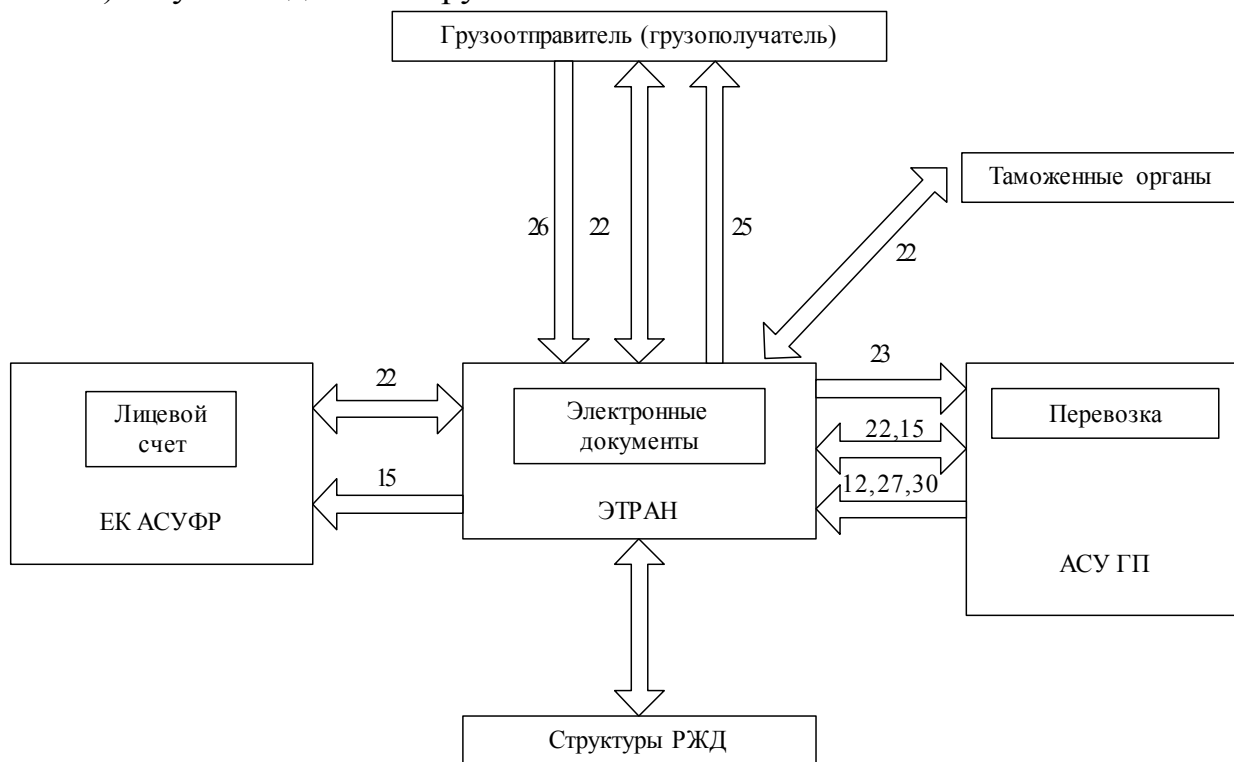 Грузоотправитель (грузополучатель)
Таможенные органы
26
22
25
22
23
22
Лицевой
счет
Электронные
документы
Перевозка
22,15
15
12,27,30
ЕК АСУФР
ЭТРАН
АСУ ГП
Структуры РЖД